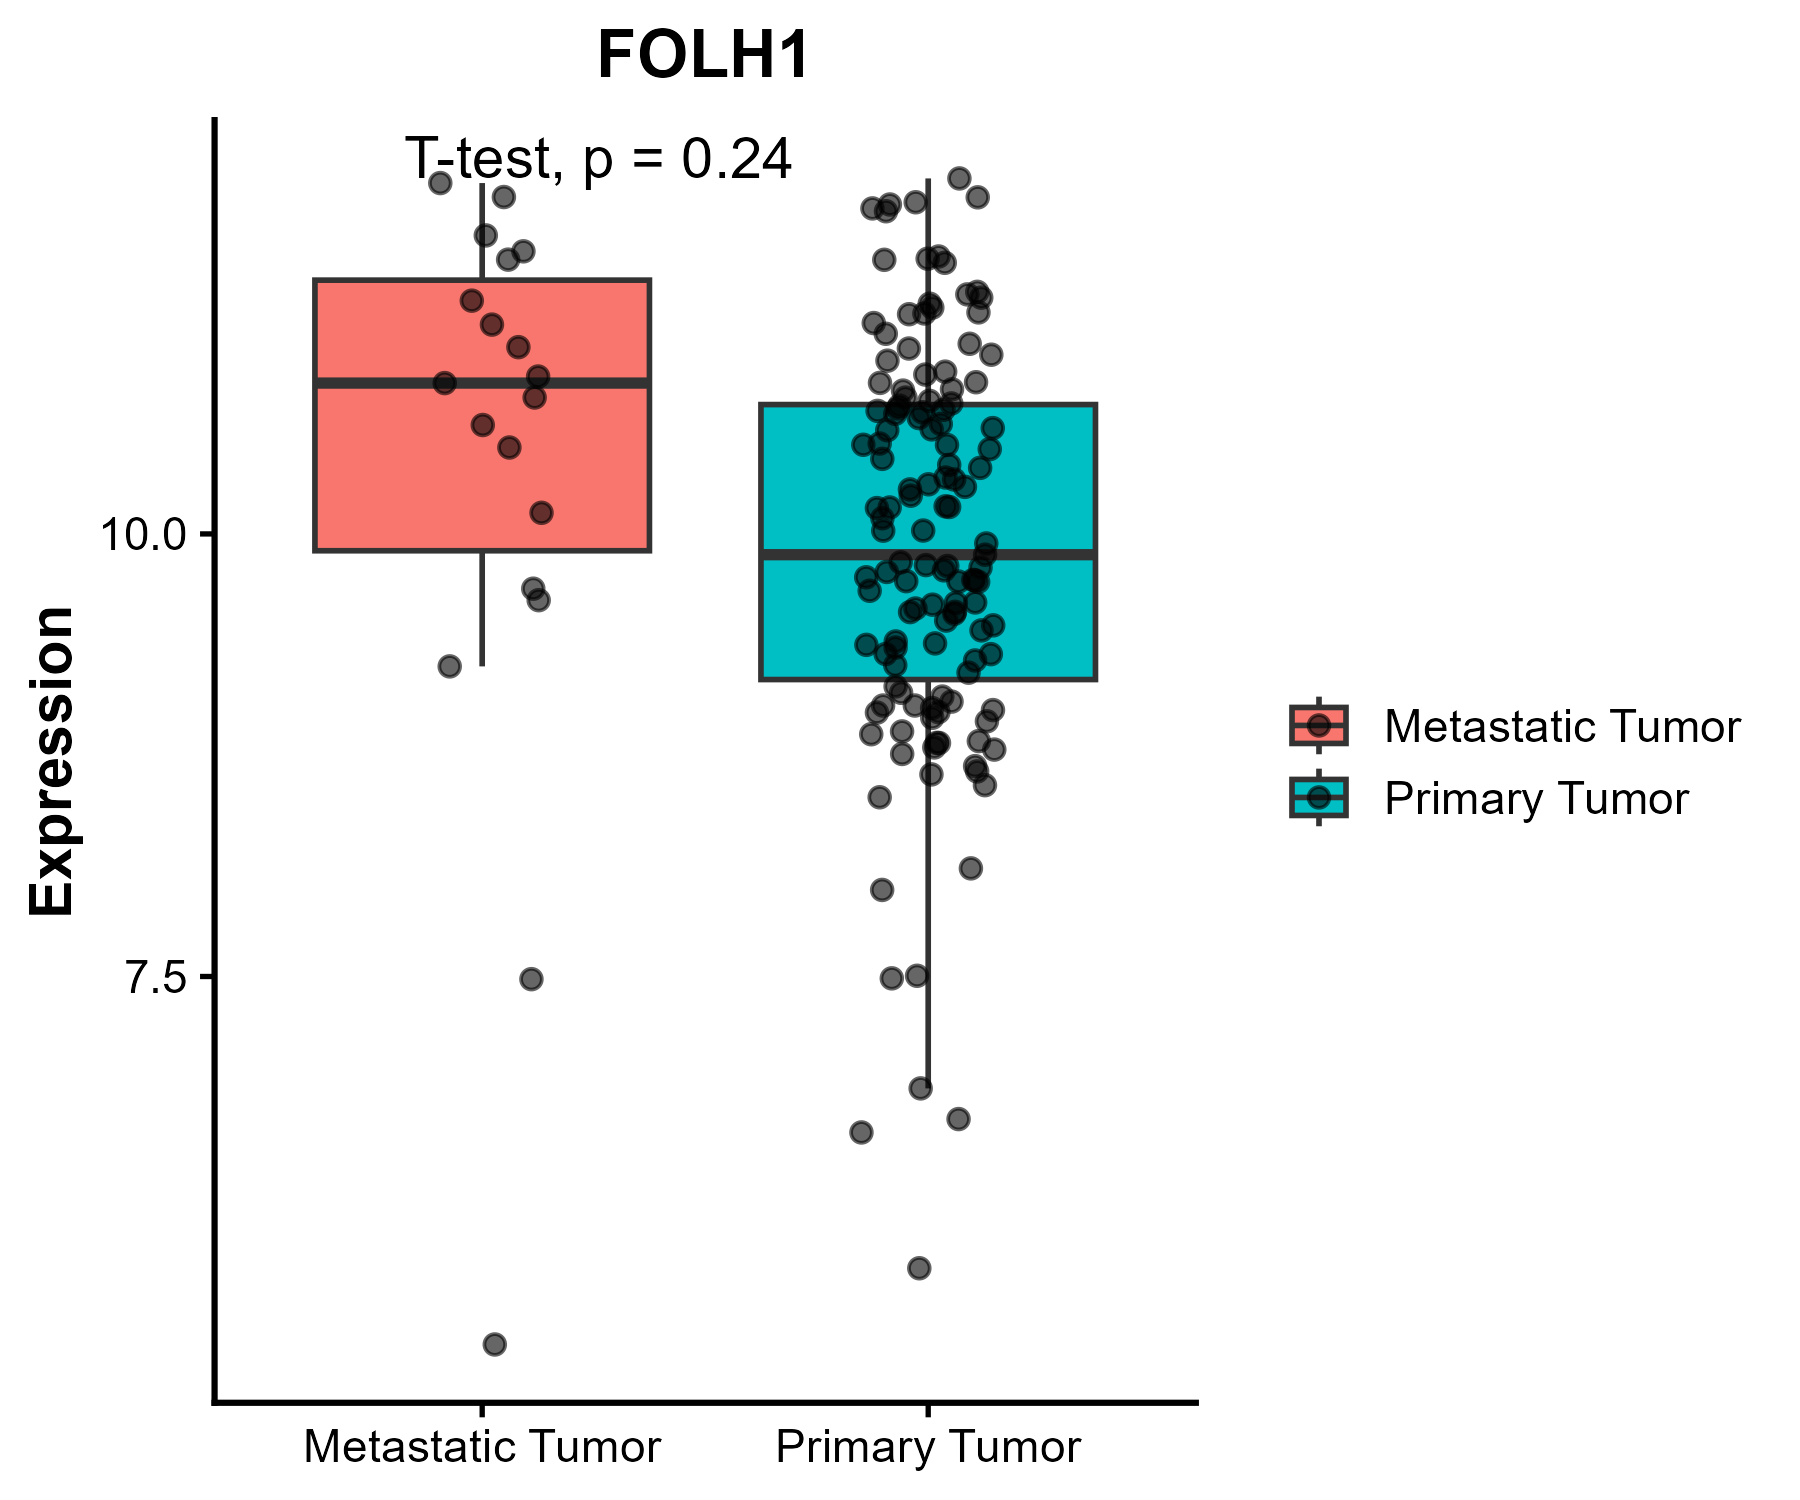 FOLH1
T-test, p = 0.24
Expression
10.0
7.5
Metastatic Tumor
Primary Tumor
Metastatic Tumor
Primary Tumor